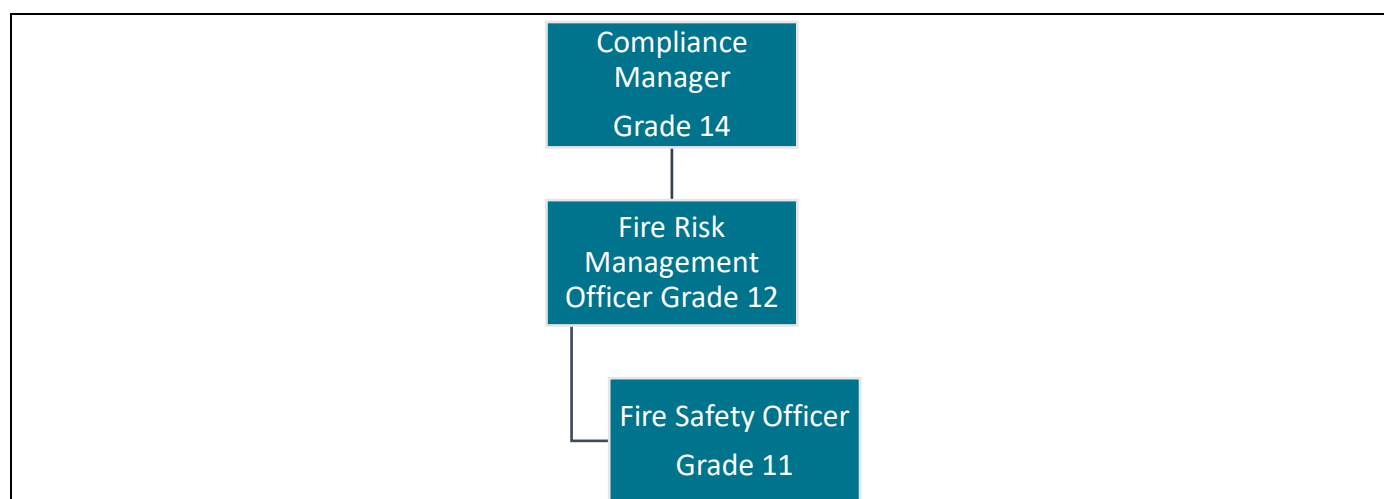 Compliance
Manager
Grade 14
Fire Risk
Management
Officer Grade 12
Fire Safety Officer
Grade 11